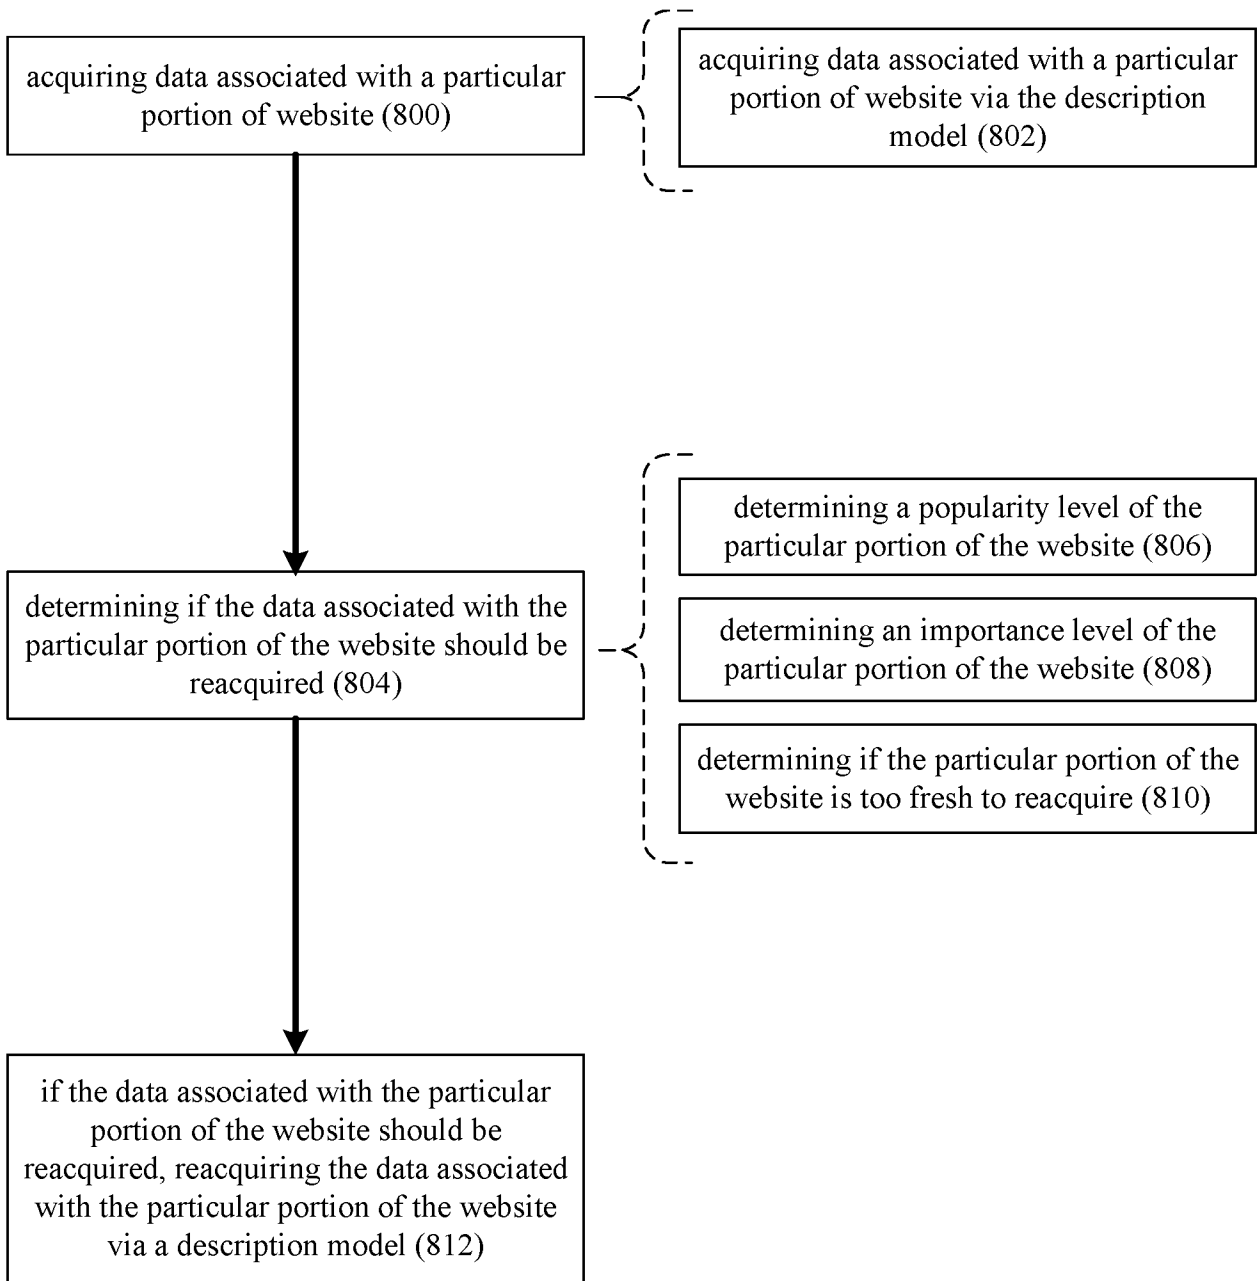 acquiring data associated with a particular
portion of website (800)
acquiring data associated with a particular
portion of website via the description
model (802)
determining if the data associated with the
particular portion of the website should be
reacquired (804)
determining a popularity level of the
particular portion of the website (806)
determining an importance level of the
particular portion of the website (808)
determining if the particular portion of the
website is too fresh to reacquire (810)
if the data associated with the particular
portion of the website should be
reacquired, reacquiring the data associated
with the particular portion of the website
via a description model (812)